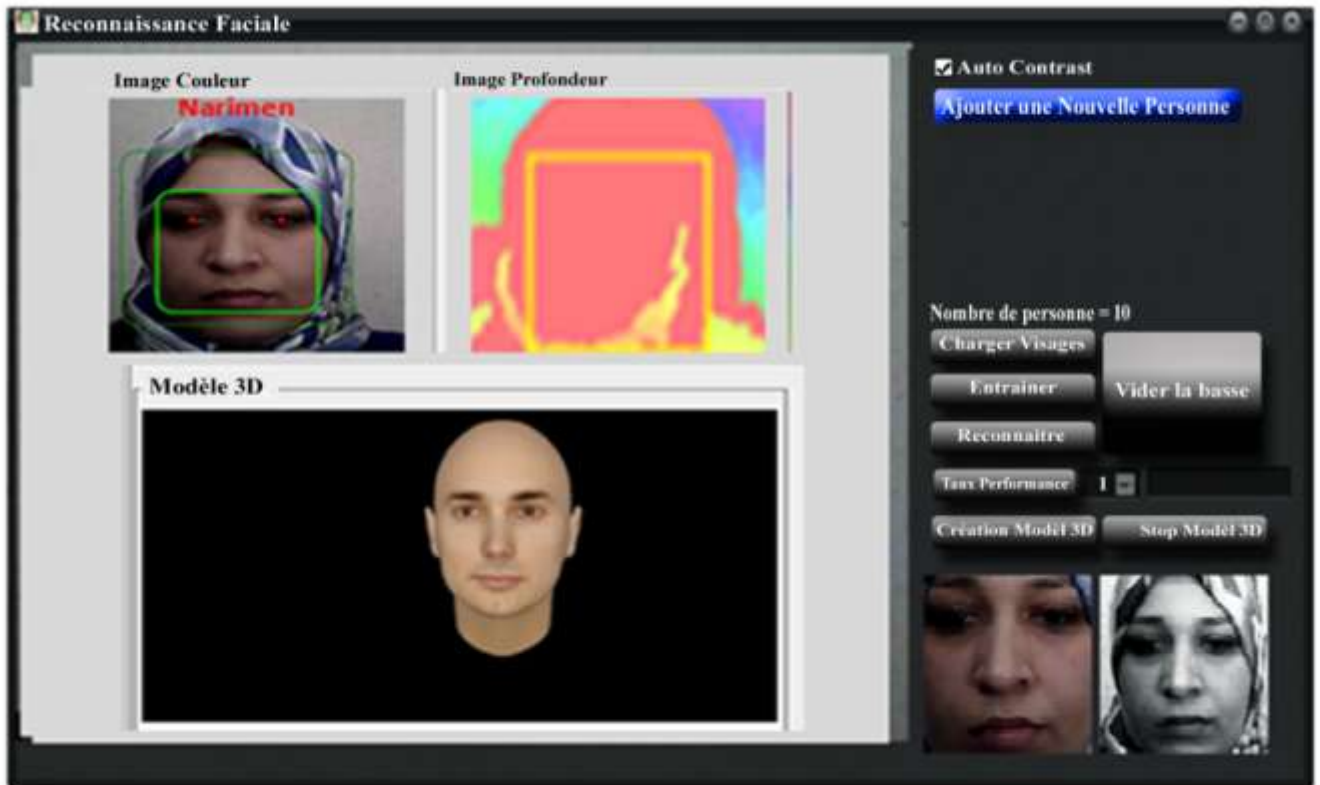 Reconnaissance Faciale
Image Couleur
Image Profondeur
Narimen
Modèle 3D
Auto Contrast
Ajouter une Nouvelle Personne
Nombre de personne = 10
Charger Visages
Vider la basse
Entrainer
Reconnaitre
Taux Performance
1
Création Modèl 3D
Stop Modèl 3D